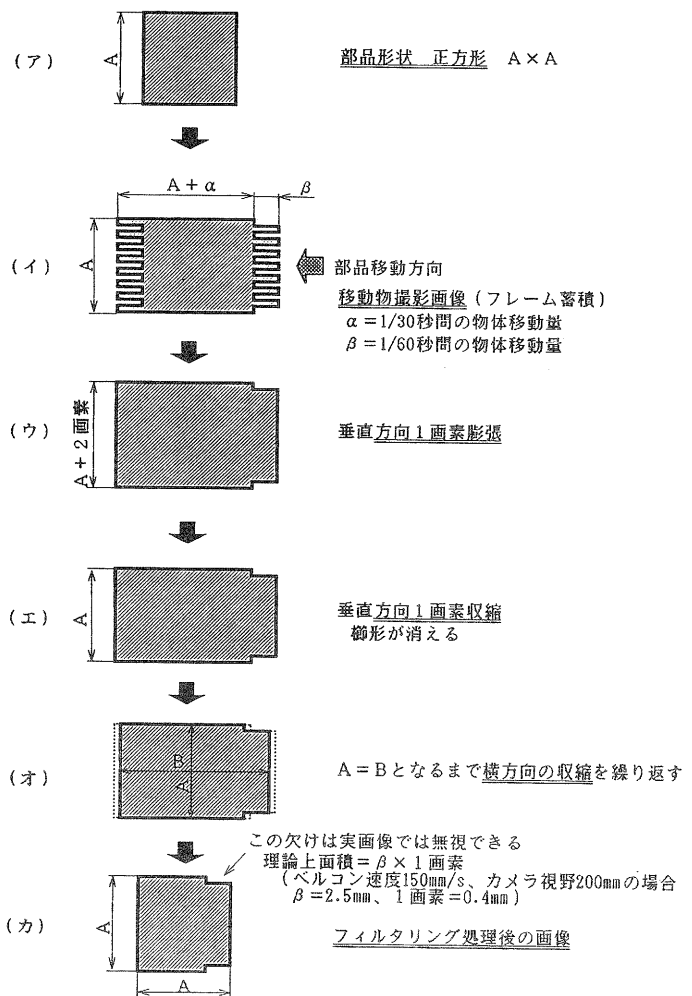 (ア)
A
部品形状 正方形 A×A
A+α
β
(イ)
A
部品移動方向
移動物撮影画像(フレーム蓄積)
α=1/30秒間の物体移動量
β=1/60秒間の物体移動量
(ウ)
A+2画素
垂直方向1画素膨張
(エ)
A
垂直方向1画素収縮
櫛形が消える
(オ)
B
A
A=Bとなるまで横方向の収縮を繰り返す
この欠けは実画像では無視できる
理論上面積=β×1画素
(ベルコン速度150mm/s、カメラ視野200mmの場合
β=2.5mm、1画素=0.4mm)
(カ)
A
フィルタリング処理後の画像
A